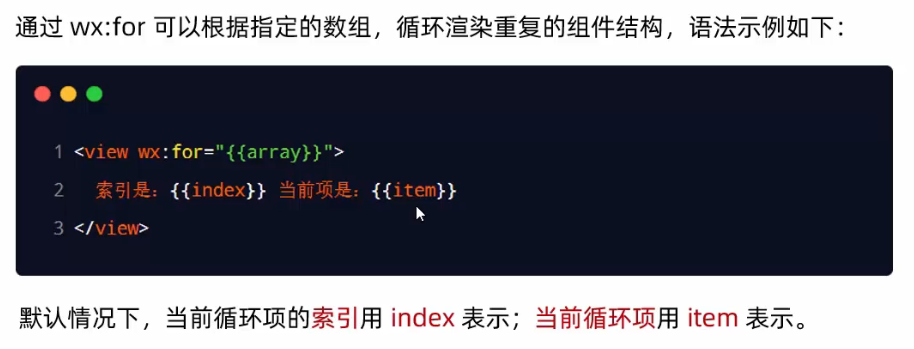 通过 wx:for 可以根据指定的数组，循环渲染重复的组件结构，语法示例如下：
1 <view wx:for="{{array}}">
2   索引是：{{index}} 当前项是：{{item}}
3 </view>
默认情况下，当前循环项的索引用 index 表示；当前循环项用 item 表示。